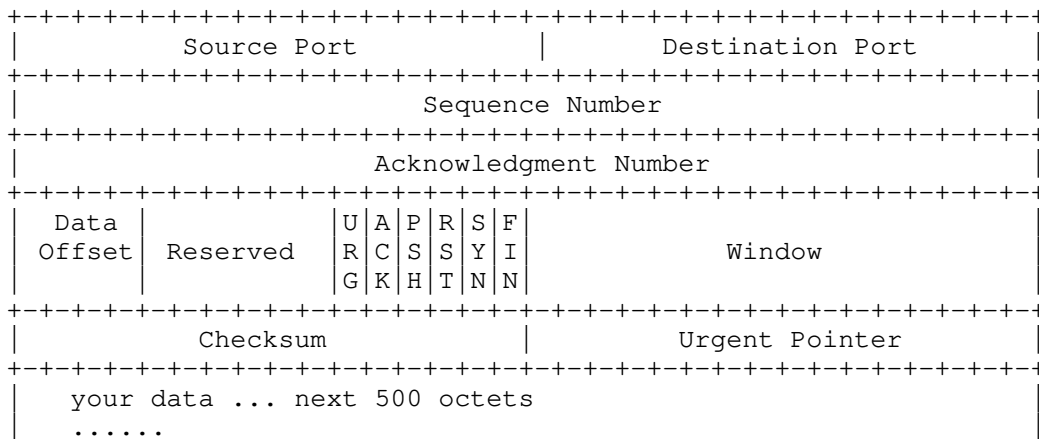 +-+-+-+-+-+-+-+-+-+-+-+-+-+-+-+-+-+-+-+-+-+-+-+-+-+-+-+-+-+-+-+-+
|          Source Port          |       Destination Port        |
+-+-+-+-+-+-+-+-+-+-+-+-+-+-+-+-+-+-+-+-+-+-+-+-+-+-+-+-+-+-+-+-+
|                        Sequence Number                        |
+-+-+-+-+-+-+-+-+-+-+-+-+-+-+-+-+-+-+-+-+-+-+-+-+-+-+-+-+-+-+-+-+
|                    Acknowledgment Number                      |
+-+-+-+-+-+-+-+-+-+-+-+-+-+-+-+-+-+-+-+-+-+-+-+-+-+-+-+-+-+-+-+-+
|  Data |           |U|A|P|R|S|F|                               |
| Offset| Reserved  |R|C|S|S|Y|I|            Window             |
|       |           |G|K|H|T|N|N|                               |
+-+-+-+-+-+-+-+-+-+-+-+-+-+-+-+-+-+-+-+-+-+-+-+-+-+-+-+-+-+-+-+-+
|           Checksum            |         Urgent Pointer        |
+-+-+-+-+-+-+-+-+-+-+-+-+-+-+-+-+-+-+-+-+-+-+-+-+-+-+-+-+-+-+-+-+
|   your data ... next 500 octets                               |
|   ......                                                      |